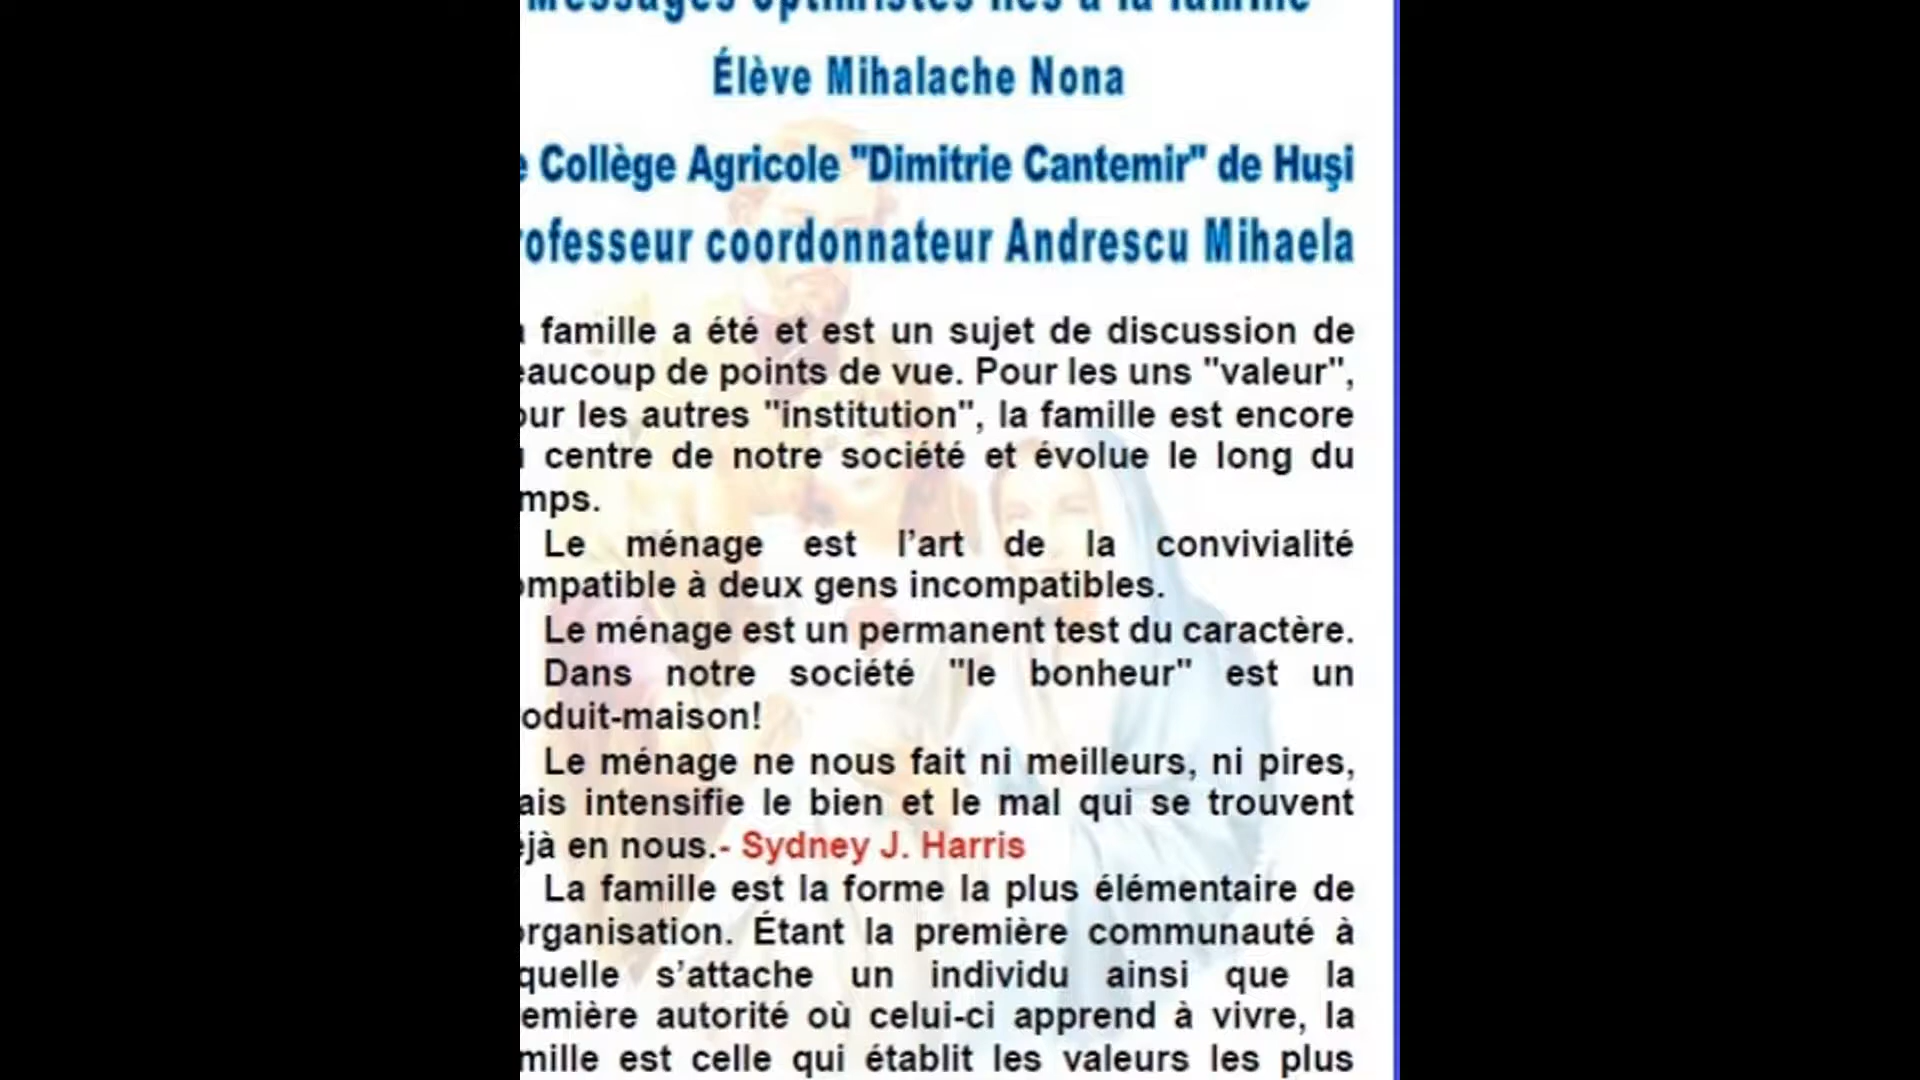 Messages optimistes liés à la famille
Élève Mihalache Nona
Collège Agricole "Dimitrie Cantemir" de Huşi
ofesseur coordonnateur Andrescu Mihaela
famille a été et est un sujet de discussion de
eaucoup de points de vue. Pour les uns "valeur",
our les autres "institution", la famille est encore
centre de notre société et évolue le long du
mps.
Le ménage est l’art de la convivialité
ompatible à deux gens incompatibles.
Le ménage est un permanent test du caractère.
Dans notre société "le bonheur" est un
oduit-maison!
Le ménage ne nous fait ni meilleurs, ni pires,
ais intensifie le bien et le mal qui se trouvent
éjà en nous.- Sydney J. Harris
La famille est la forme la plus élémentaire de
organisation. Étant la première communauté à
quelle s’attache un individu ainsi que la
emière autorité où celui-ci apprend à vivre, la
mille est celle qui établit les valeurs les plus